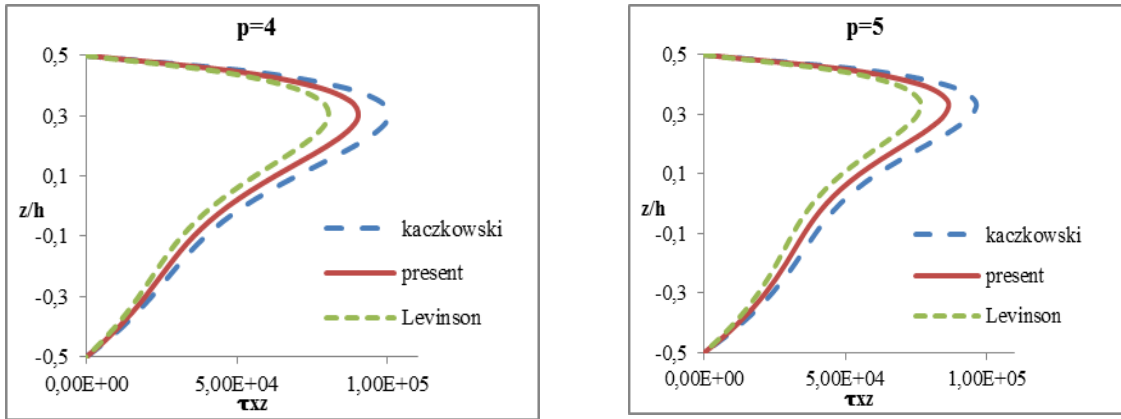 p=4
0,5
0,3
0,1
z/h
-0,1
-0,3
-0,5
kaczkowski
present
Levinson
0,00E+00 5,00E+04 1,00E+05
τxz
p=5
0,5
0,3
0,1
z/h
-0,1
-0,3
-0,5
kaczkowski
present
Levinson
0,00E+00 5,00E+04 1,00E+05
τxz